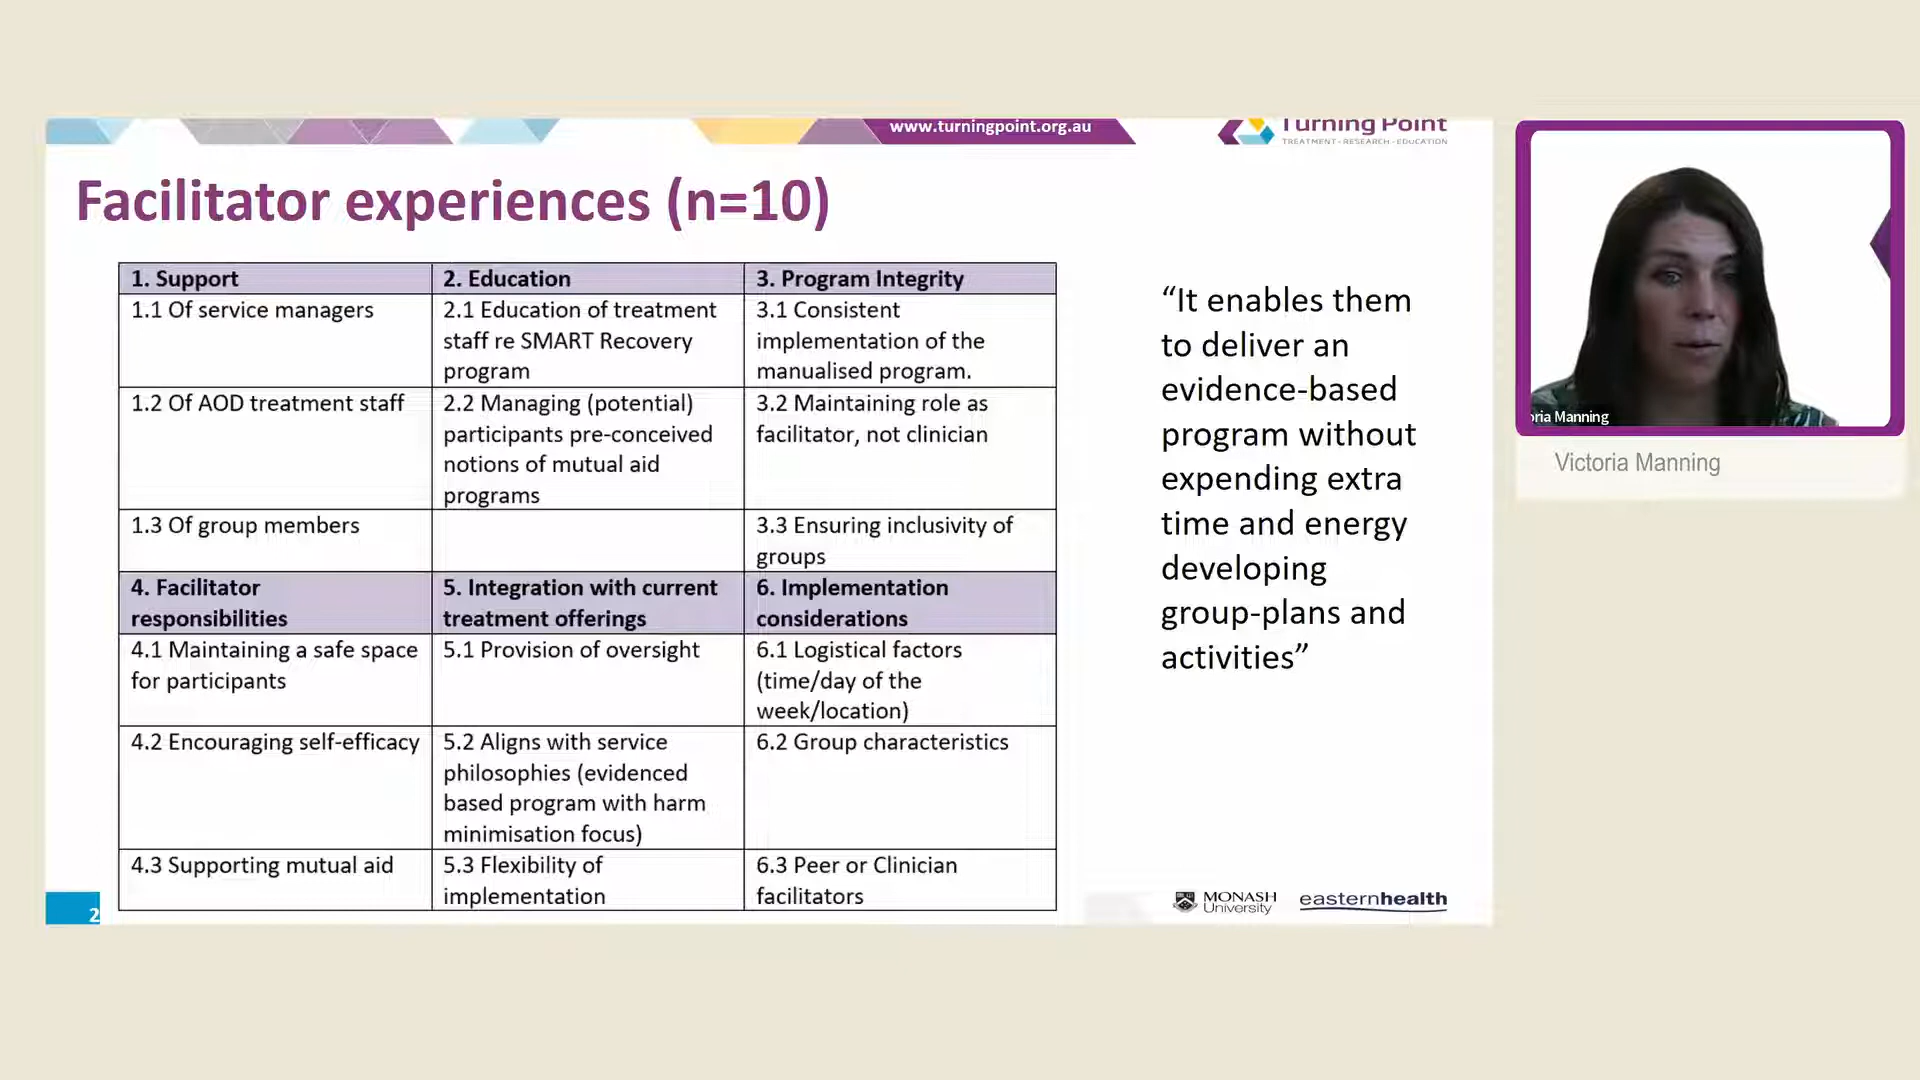 www.turningpoint.org.au
Turning Point
TREATMENT • RESEARCH • EDUCATION
Facilitator experiences (n=10)
1. Support
2. Education
3. Program Integrity
1.1 Of service managers
2.1 Education of treatment
staff re SMART Recovery
program
3.1 Consistent
implementation of the
manualised program.
1.2 Of AOD treatment staff
2.2 Managing (potential)
participants pre-conceived
notions of mutual aid
programs
3.2 Maintaining role as
facilitator, not clinician
1.3 Of group members
3.3 Ensuring inclusivity of
groups
4. Facilitator
responsibilities
5. Integration with current
treatment offerings
6. Implementation
considerations
4.1 Maintaining a safe space
for participants
5.1 Provision of oversight
6.1 Logistical factors
(time/day of the
week/location)
4.2 Encouraging self-efficacy
5.2 Aligns with service
philosophies (evidenced
based program with harm
minimisation focus)
6.2 Group characteristics
4.3 Supporting mutual aid
5.3 Flexibility of
implementation
6.3 Peer or Clinician
facilitators
“It enables them
to deliver an
evidence-based
program without
expending extra
time and energy
developing
group-plans and
activities”
2
MONASH
University
easternhealth
oria Manning
Victoria Manning